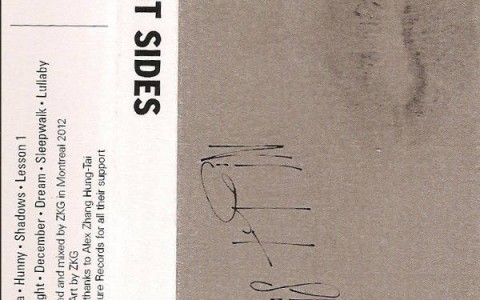 a • Hunny • Shadows • Lesson 1
ght • December • Dream • Sleepwalk • Lullaby
d and mixed by ZKG in Montreal 2012
Art by ZKG
thanks to Alex Zhang Hung-Tai
ure Records for all their support
T SIDES